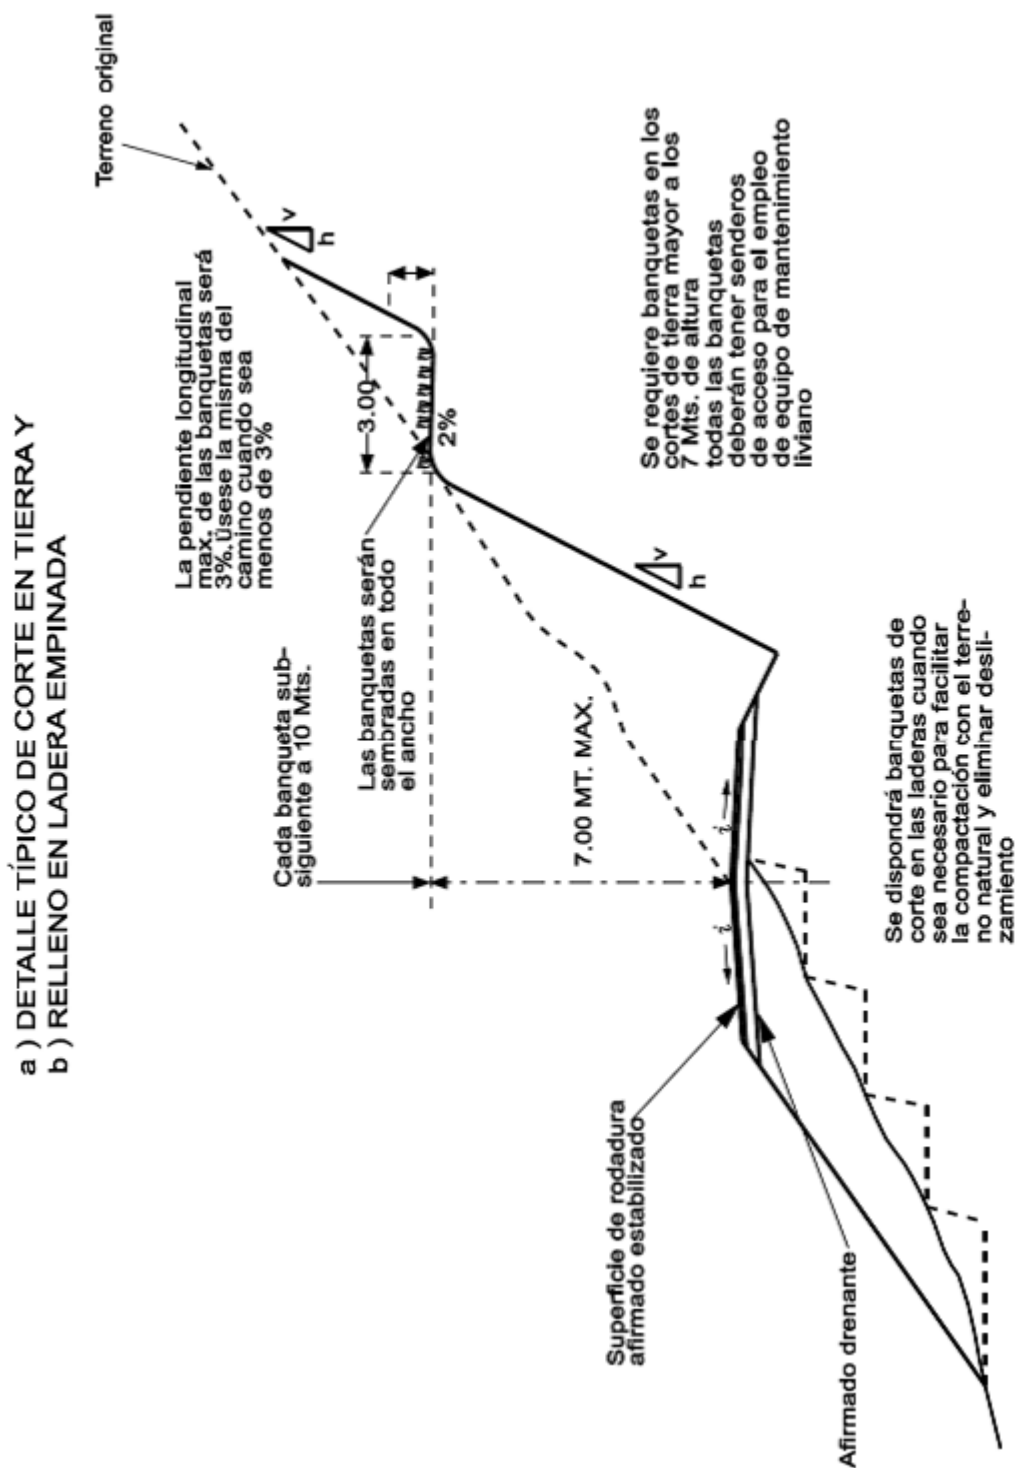 a ) DETALLE TÍPICO DE CORTE EN TIERRA Y
b ) RELLENO EN LADERA EMPINADA
Terreno original
La pendiente longitudinal
max. de las banquetas será
3%.üsese la misma del
camino cuando sea
menos de 3%
v
h
3.00
2%
Cada banqueta sub-
siguiente a 10 Mts.
Las banquetas serán
sembradas en todo
el ancho
7.00 MT. MAX.
v
h
Se requiere banquetas en los
cortes de tierra mayor a los
7 Mts. de altura
todas las banquetas
deberán tener senderos
de acceso para el empleo
de equipo de mantenimiento
liviano
i
i
Superficie de rodadura
afirmado estabilizado
Afirmado drenante
Se dispondrá banquetas de
corte en las laderas cuando
sea necesario para facilitar
la compactación con el terre-
no natural y eliminar desli-
zamiento